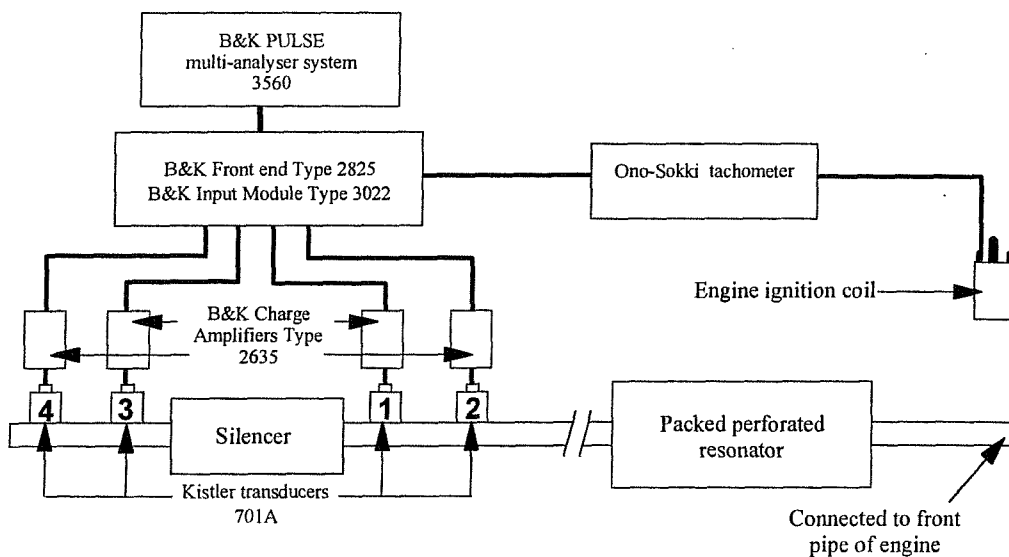 B&K PULSE
multi-analyser system
3560
B&K Front end Type 2825
B&K Input Module Type 3022
Ono-Sokki tachometer
Engine ignition coil
B&K Charge
Amplifiers Type
2635
4
3
1
2
Silencer
Packed perforated
resonator
Kistler transducers
701A
Connected to front
pipe of engine